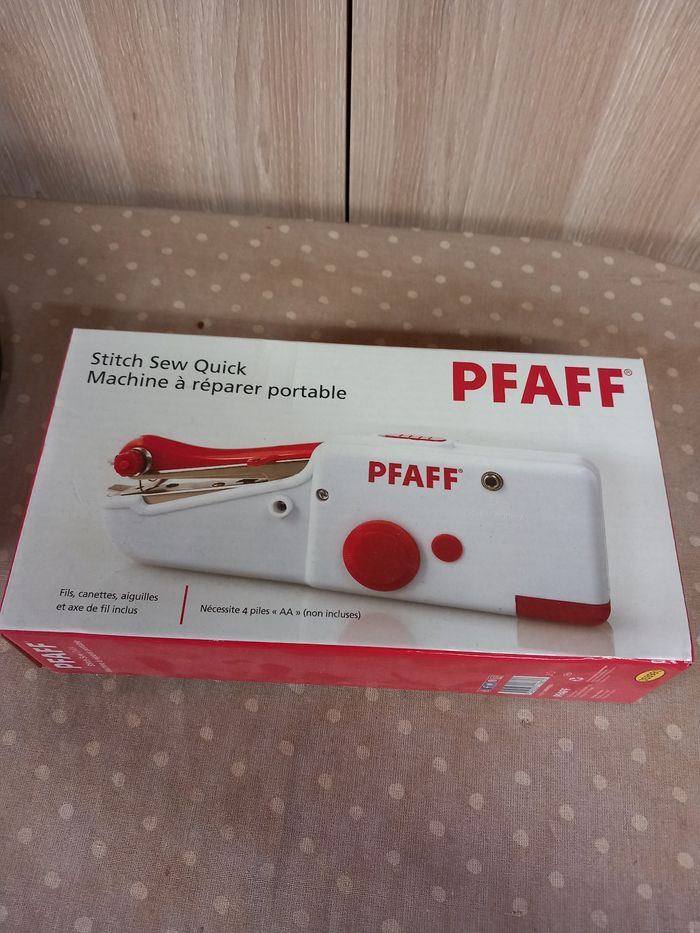 Stitch Sew Quick
Machine à réparer portable
PFAFF®
PFAFF®
Fils, canettes, aiguilles
et axe de fil inclus
Nécessite 4 piles « AA » (non incluses)
PFAFF
PFAFF